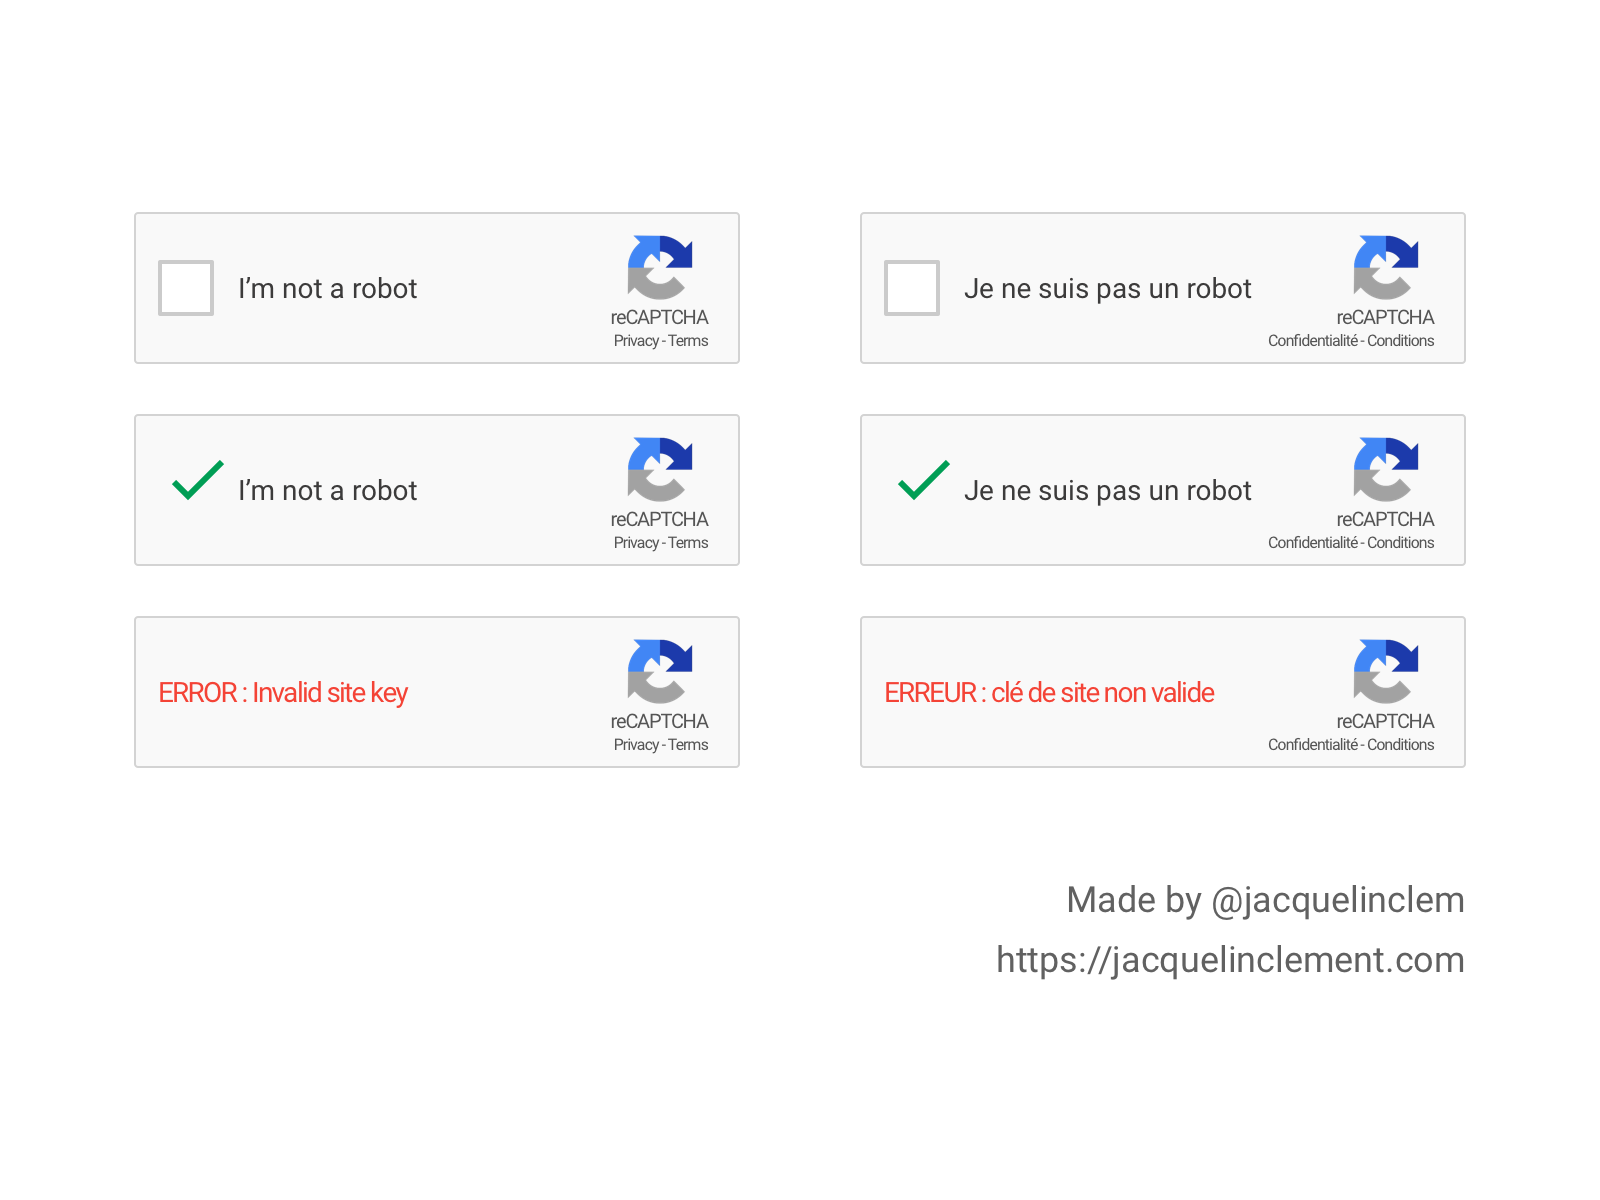 I’m not a robot
reCAPTCHA
Privacy - Terms
Je ne suis pas un robot
reCAPTCHA
Confidentialité - Conditions
I’m not a robot
reCAPTCHA
Privacy - Terms
Je ne suis pas un robot
reCAPTCHA
Confidentialité - Conditions
ERROR : Invalid site key
reCAPTCHA
Privacy - Terms
ERREUR : clé de site non valide
reCAPTCHA
Confidentialité - Conditions
Made by @jacquelinclem
https://jacquelinclement.com